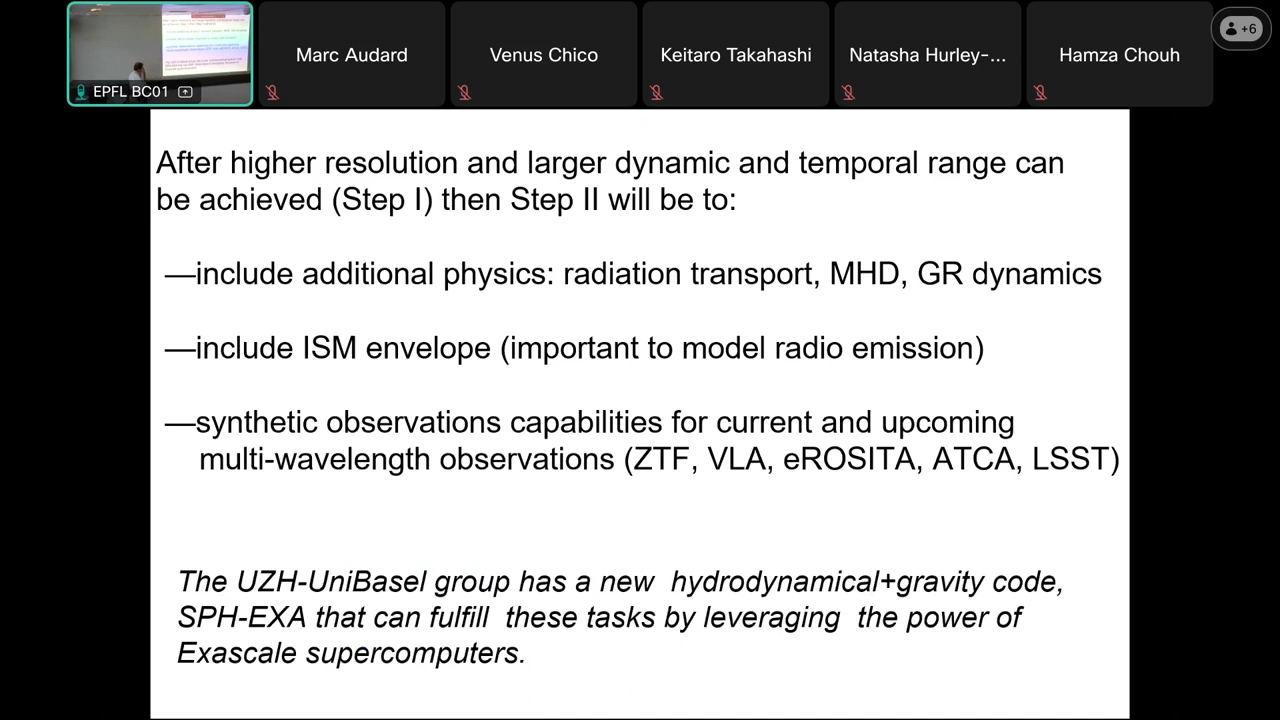 EPFL BC01
Marc Audard
Venus Chico
Keitaro Takahashi
Natasha Hurley-...
Hamza Chouh
+6
After higher resolution and larger dynamic and temporal range can
be achieved (Step I) then Step II will be to:
—include additional physics: radiation transport, MHD, GR dynamics
—include ISM envelope (important to model radio emission)
—synthetic observations capabilities for current and upcoming
multi-wavelength observations (ZTF, VLA, eROSITA, ATCA, LSST)
The UZH-UniBasel group has a new hydrodynamical+gravity code,
SPH-EXA that can fulfill these tasks by leveraging the power of
Exascale supercomputers.